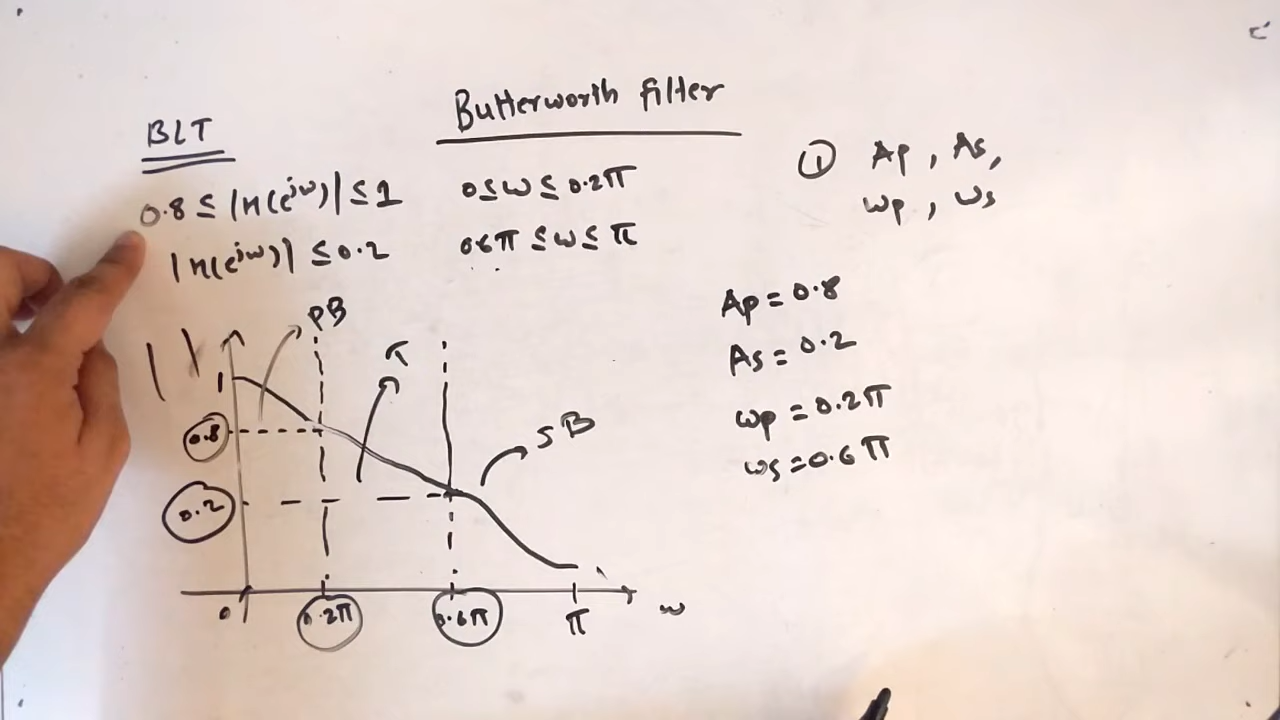 Butterworth filter
BLT
0.8 ≤ |H(e^jω)| ≤ 1 0 ≤ ω ≤ 0.2π
|H(e^jω)| ≤ 0.2 0.6π ≤ ω ≤ π
① Ap, As,
ωp, ωs
Ap = 0.8
As = 0.2
ωp = 0.2π
ωs = 0.6π
PB
| |
1
T
0.8
SB
0.2
0 0.2π 0.6π π ω